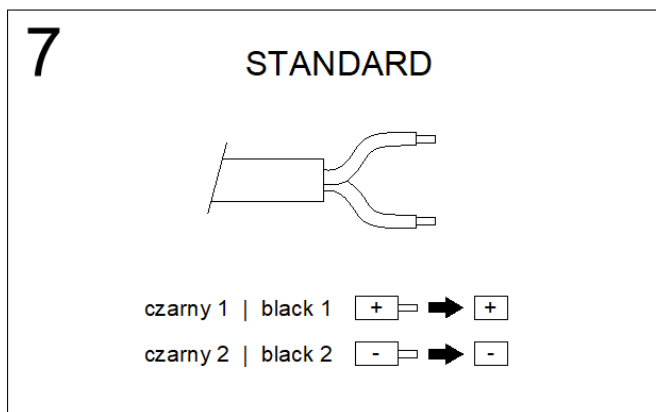 7
STANDARD
czarny 1 | black 1 + +
czarny 2 | black 2 - -